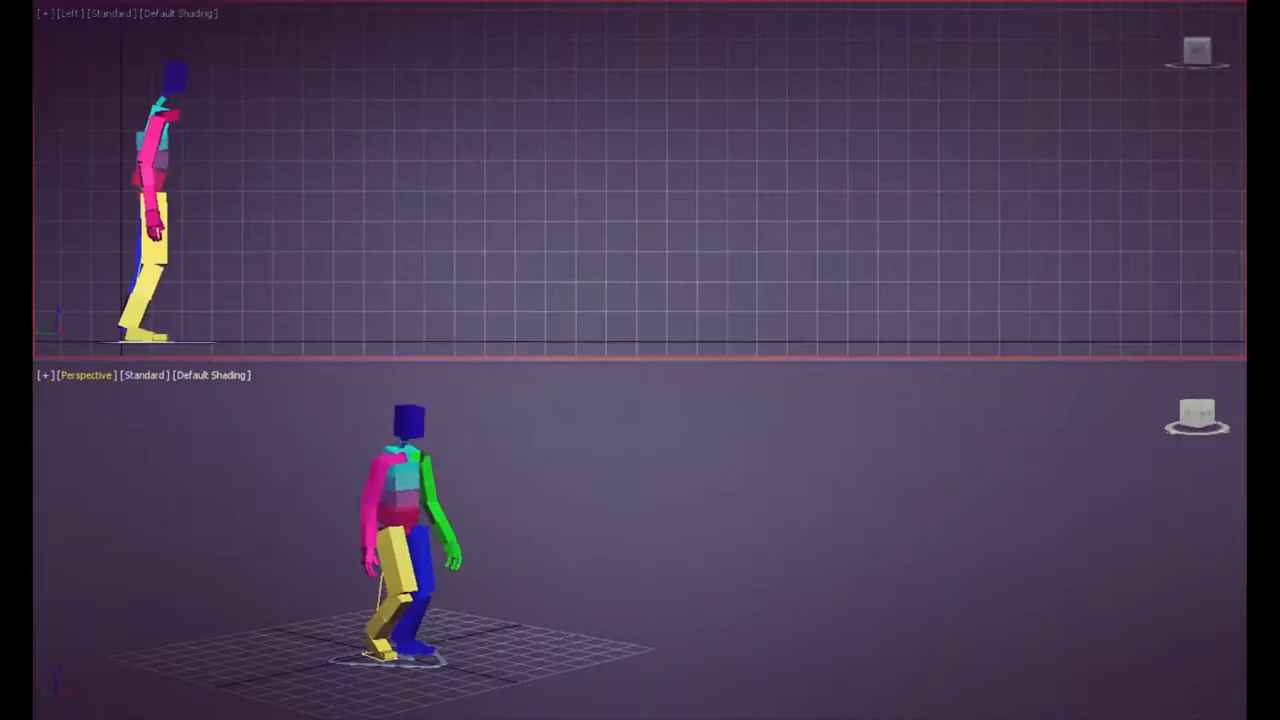 [ + ] [Left ] [Standard ] [Default Shading ]
[ + ] [Perspective ] [Standard ] [Default Shading ]